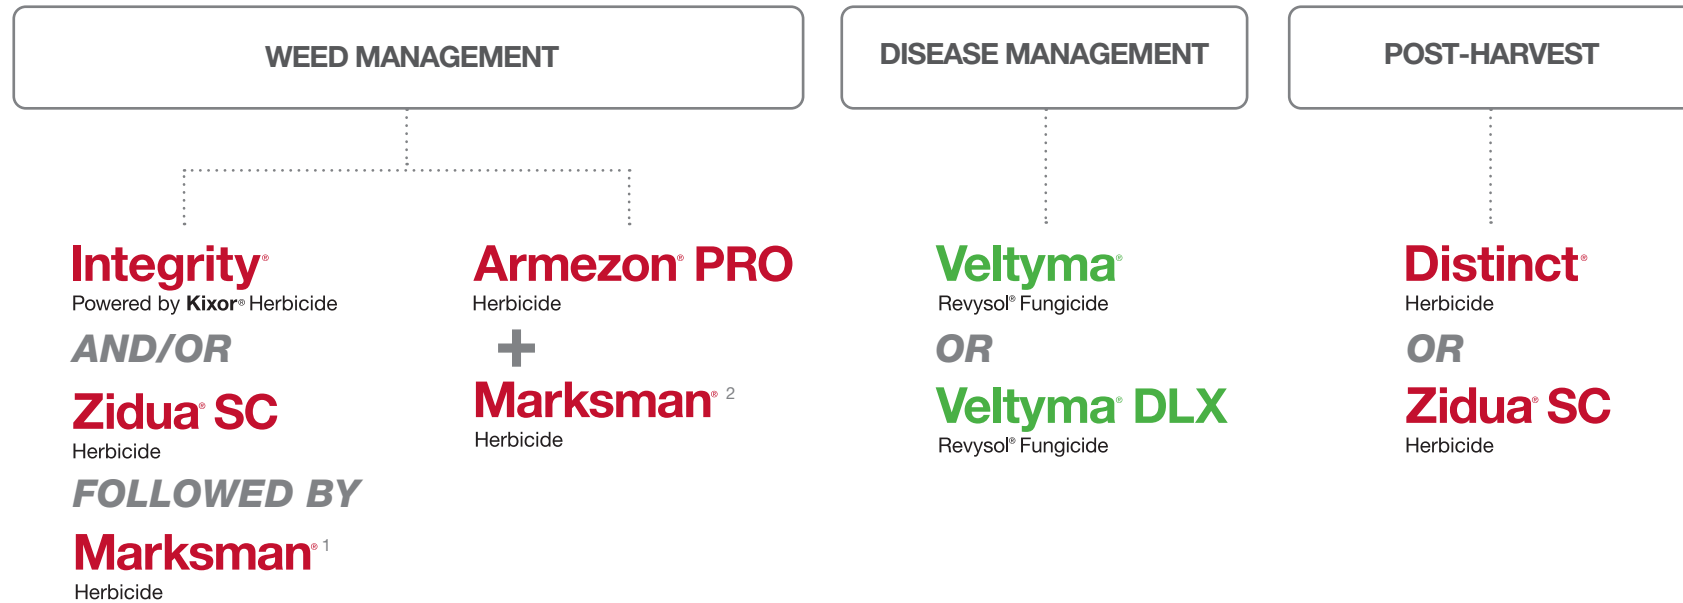 WEED MANAGEMENT
Integrity®
Powered by Kixor® Herbicide
AND/OR
Zidua® SC
Herbicide
FOLLOWED BY
Marksman® 1
Herbicide
Armezon® PRO
Herbicide
+
Marksman® 2
Herbicide
DISEASE MANAGEMENT
Veltyma®
Revysol® Fungicide
OR
Veltyma® DLX
Revysol® Fungicide
POST-HARVEST
Distinct®
Herbicide
OR
Zidua® SC
Herbicide